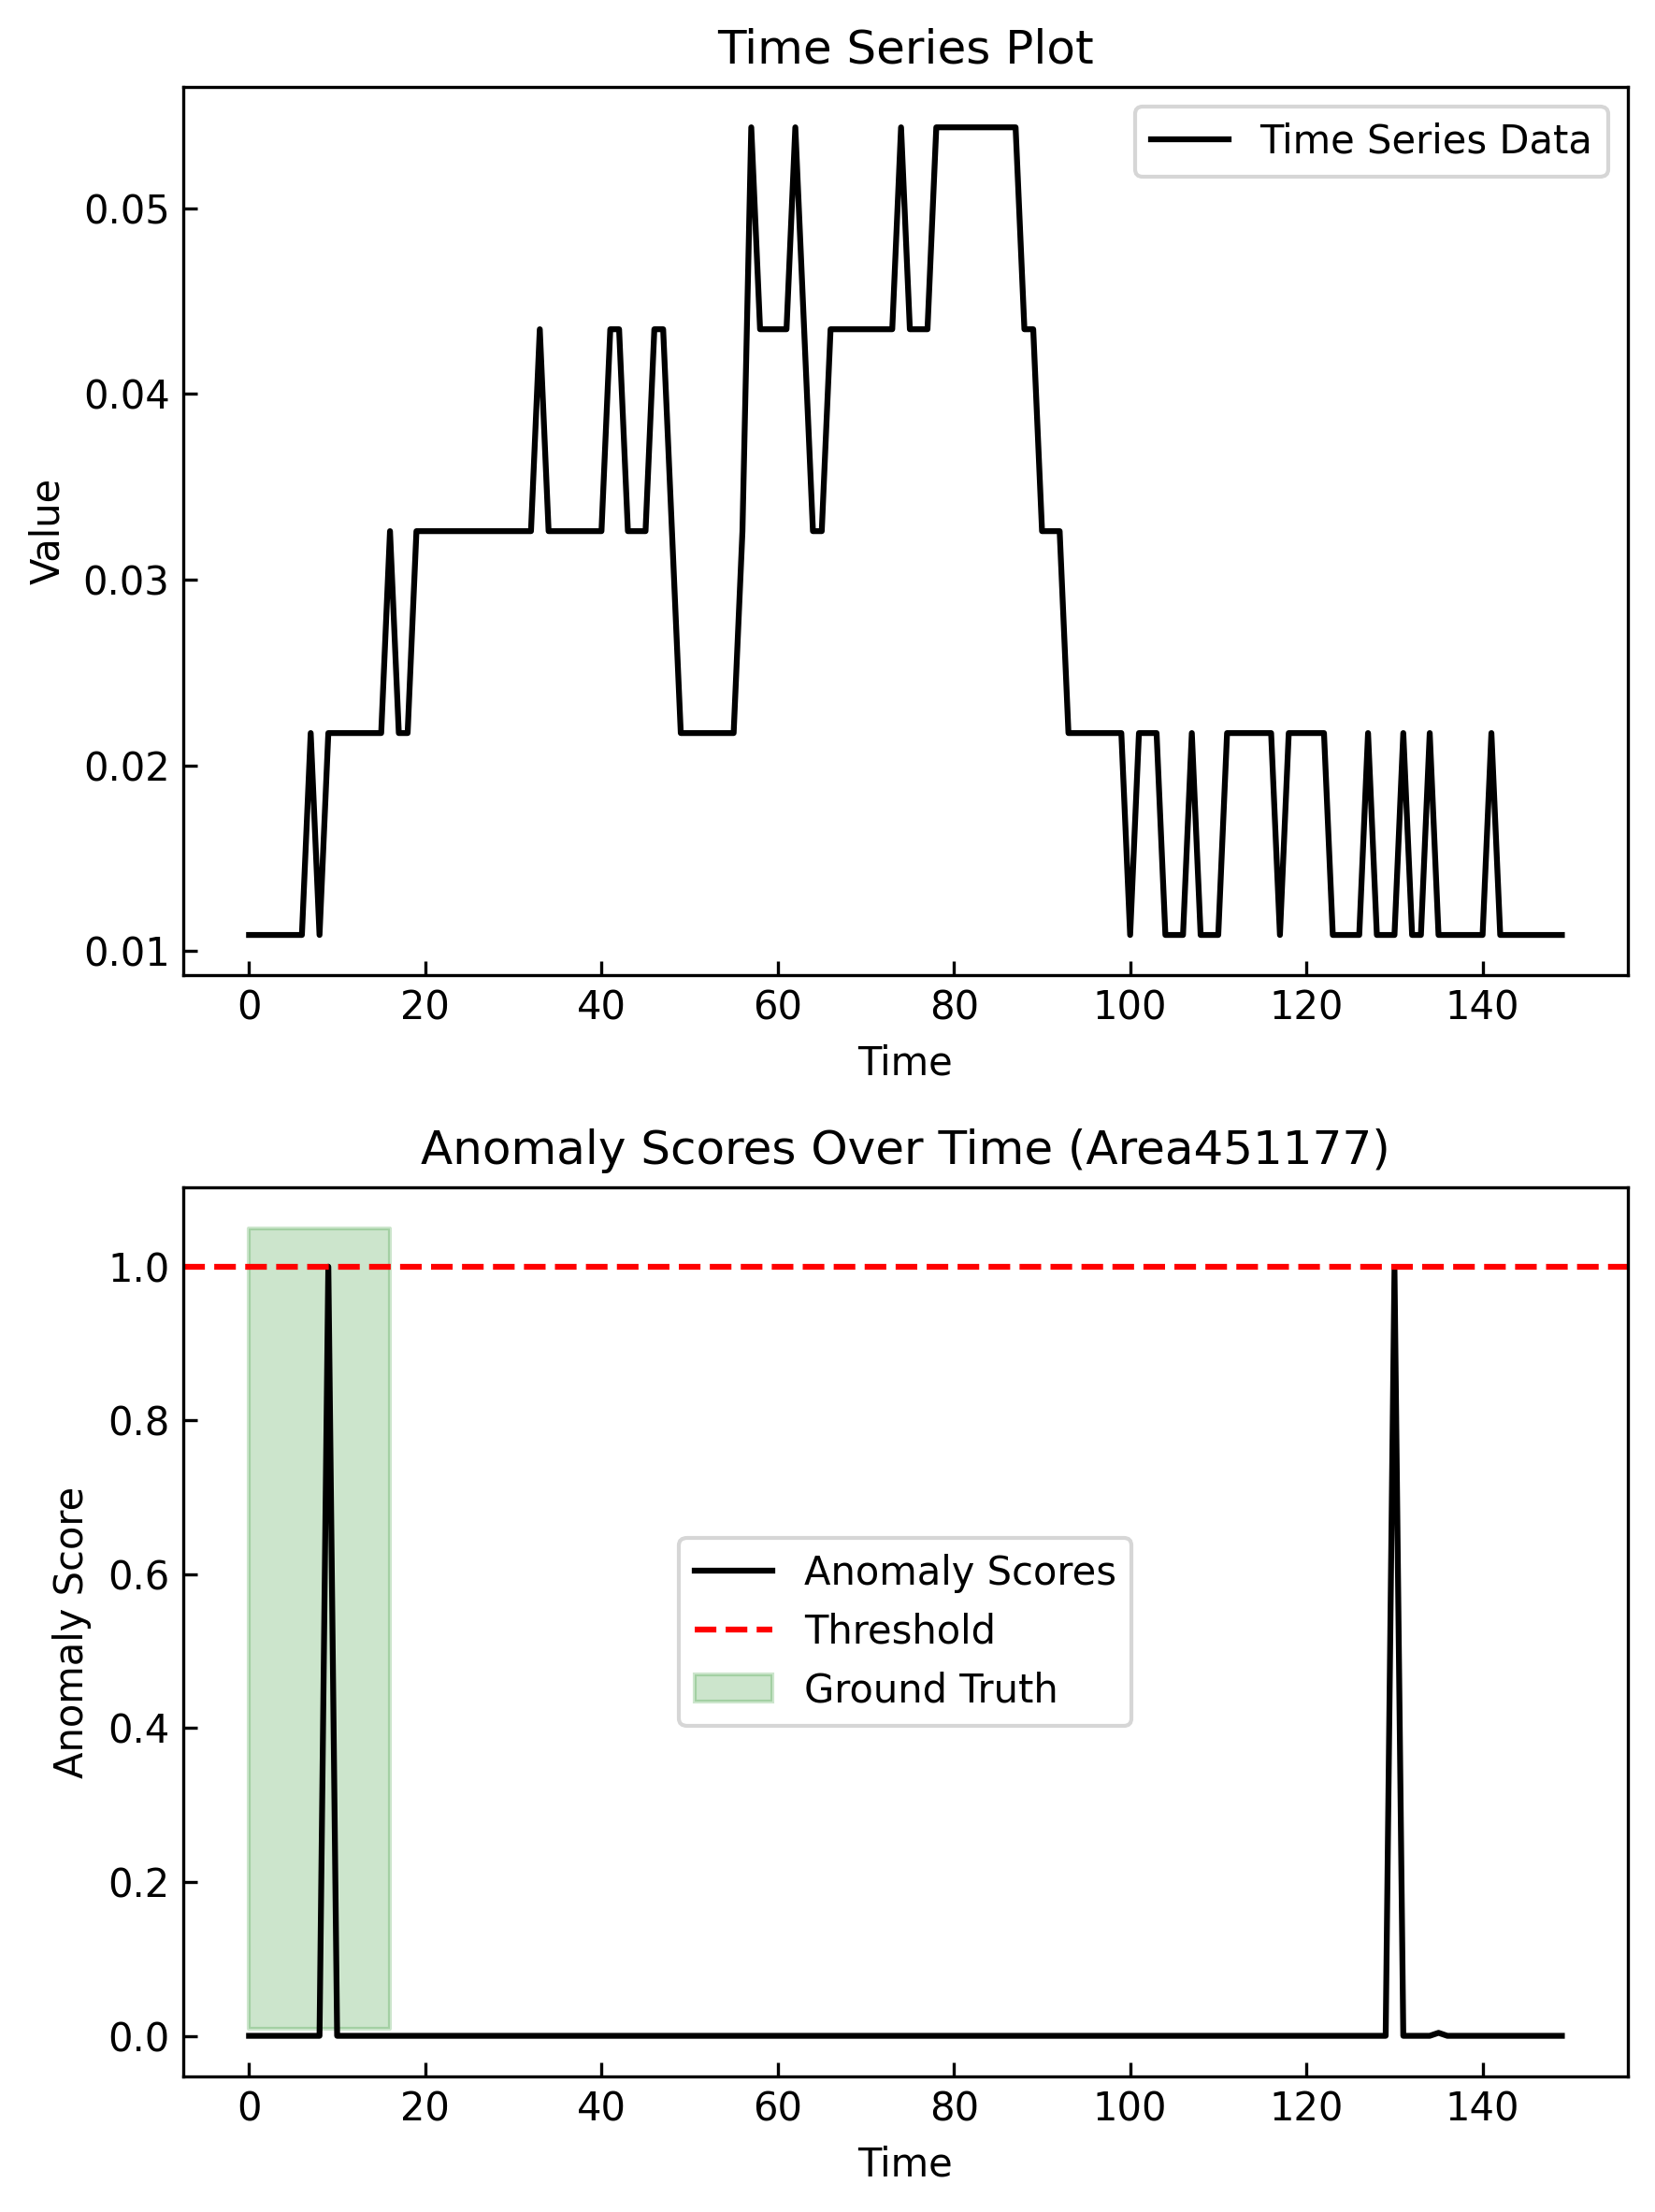 Time Series Plot
Time Series Data
0.05
0.04
0.03
0.02
0.01
Value
0 20 40 60 80 100 120 140
Time
Anomaly Scores Over Time (Area451177)
1.0
0.8
0.6
0.4
0.2
0.0
Anomaly Score
Anomaly Scores
Threshold
Ground Truth
0 20 40 60 80 100 120 140
Time